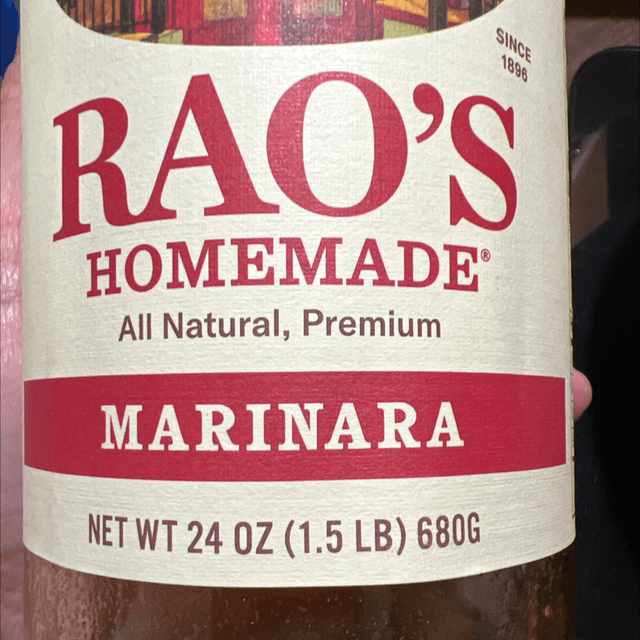 SINCE
1896
RAO'S
HOMEMADE®
All Natural, Premium
MARINARA
NET WT 24 OZ (1.5 LB) 680G